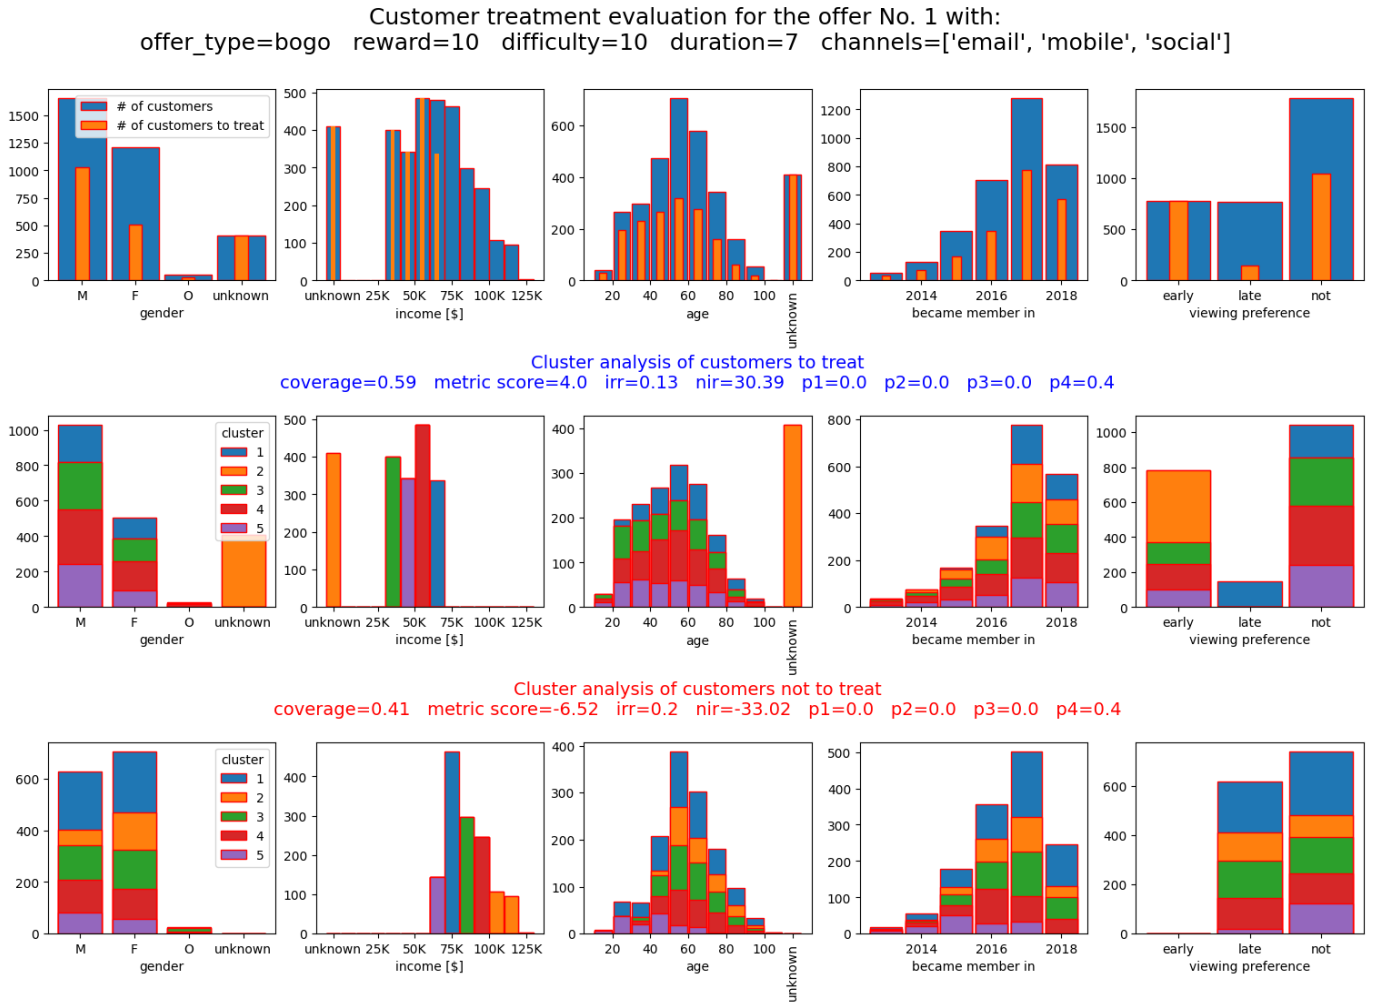 Customer treatment evaluation for the offer No. 1 with:
offer_type=bogo   reward=10   difficulty=10   duration=7   channels=['email', 'mobile', 'social']
1500
1250
1000
750
500
250
0
# of customers
# of customers to treat
M F O unknown
gender
500
400
300
200
100
0
unknown 25K 50K 75K 100K 125K
income [$]
600
400
200
0
20 40 60 80 100 unknown
age
1200
1000
800
600
400
200
0
2014 2016 2018
became member in
1500
1000
500
0
early late not
viewing preference
Cluster analysis of customers to treat
coverage=0.59   metric score=4.0   irr=0.13   nir=30.39   p1=0.0   p2=0.0   p3=0.0   p4=0.4
1000
800
600
400
200
0
cluster
1
2
3
4
5
M F O unknown
gender
500
400
300
200
100
0
unknown 25K 50K 75K 100K 125K
income [$]
400
300
200
100
0
20 40 60 80 100 unknown
age
800
600
400
200
0
2014 2016 2018
became member in
1000
800
600
400
200
0
early late not
viewing preference
Cluster analysis of customers not to treat
coverage=0.41   metric score=-6.52   irr=0.2   nir=-33.02   p1=0.0   p2=0.0   p3=0.0   p4=0.4
600
400
200
0
cluster
1
2
3
4
5
M F O unknown
gender
400
300
200
100
0
unknown 25K 50K 75K 100K 125K
income [$]
400
300
200
100
0
20 40 60 80 100 unknown
age
500
400
300
200
100
0
2014 2016 2018
became member in
600
400
200
0
early late not
viewing preference